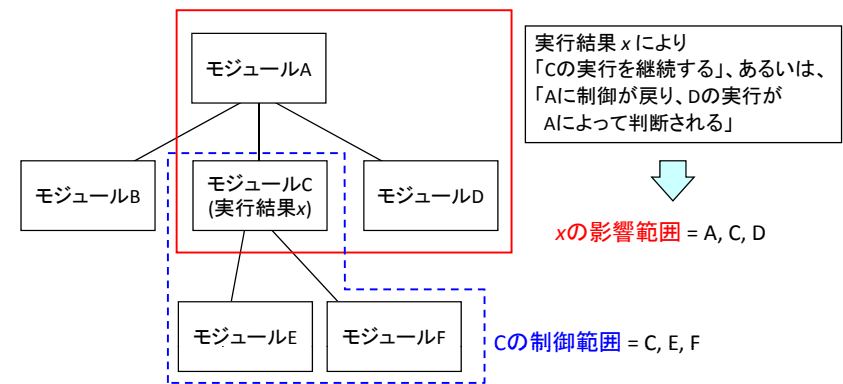 モジュールA
実行結果 x により
「Cの実行を継続する」、あるいは、
「Aに制御が戻り、Dの実行が
Aによって判断される」
モジュールB
モジュールC
(実行結果x)
モジュールD
xの影響範囲 = A, C, D
モジュールE
モジュールF
Cの制御範囲 = C, E, F